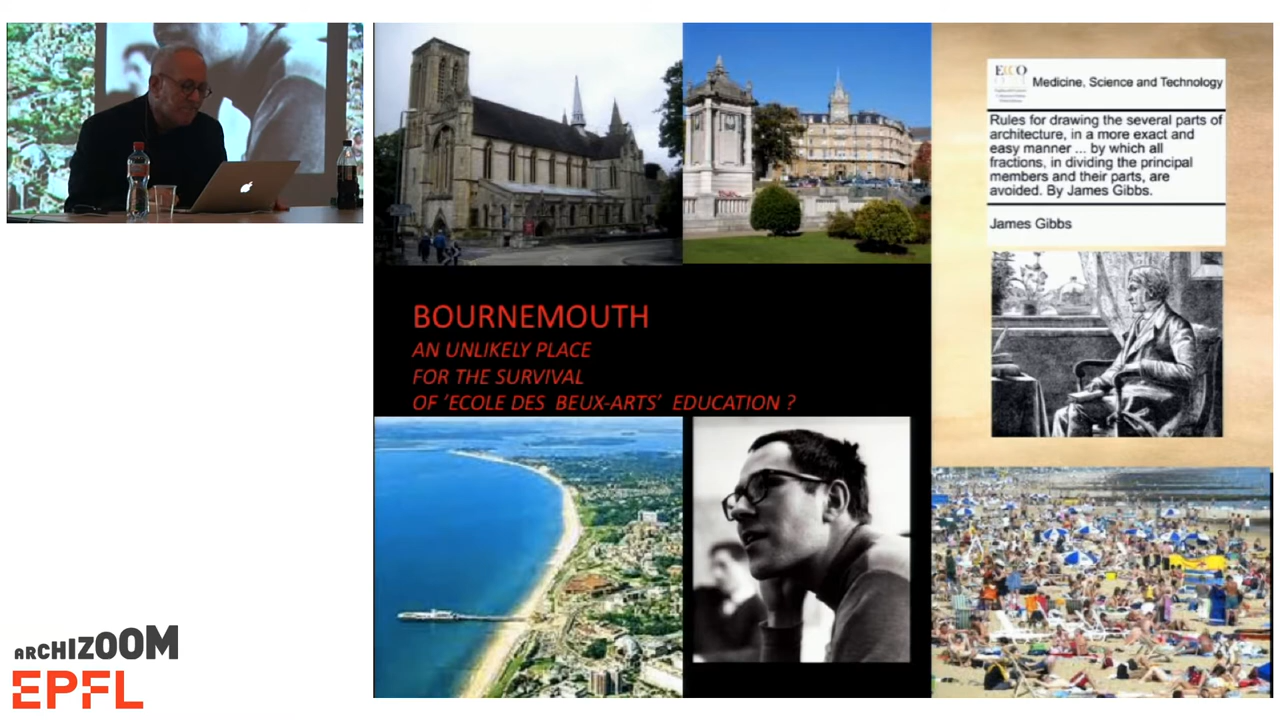 BOURNEMOUTH
AN UNLIKELY PLACE
FOR THE SURVIVAL
OF ‘ECOLE DES BEUX-ARTS’ EDUCATION ?
ECCO
Medicine, Science and Technology
Rules for drawing the several parts of
architecture, in a more exact and
easy manner ... by which all
fractions, in dividing the principal
members and their parts, are
avoided. By James Gibbs.
James Gibbs
ARCHIZOOM
EPFL